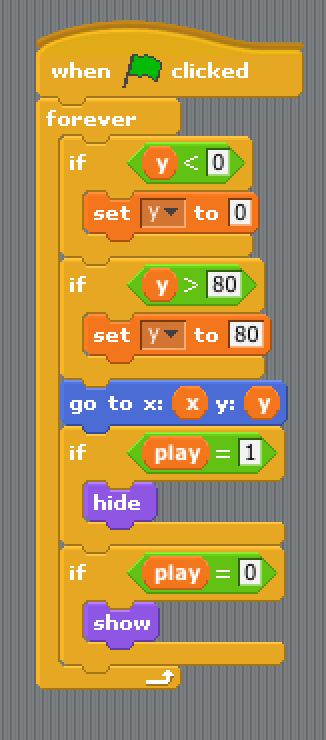 when clicked
forever
if y < 0
set y to 0
if y > 80
set y to 80
go to x: x y: y
if play = 1
hide
if play = 0
show